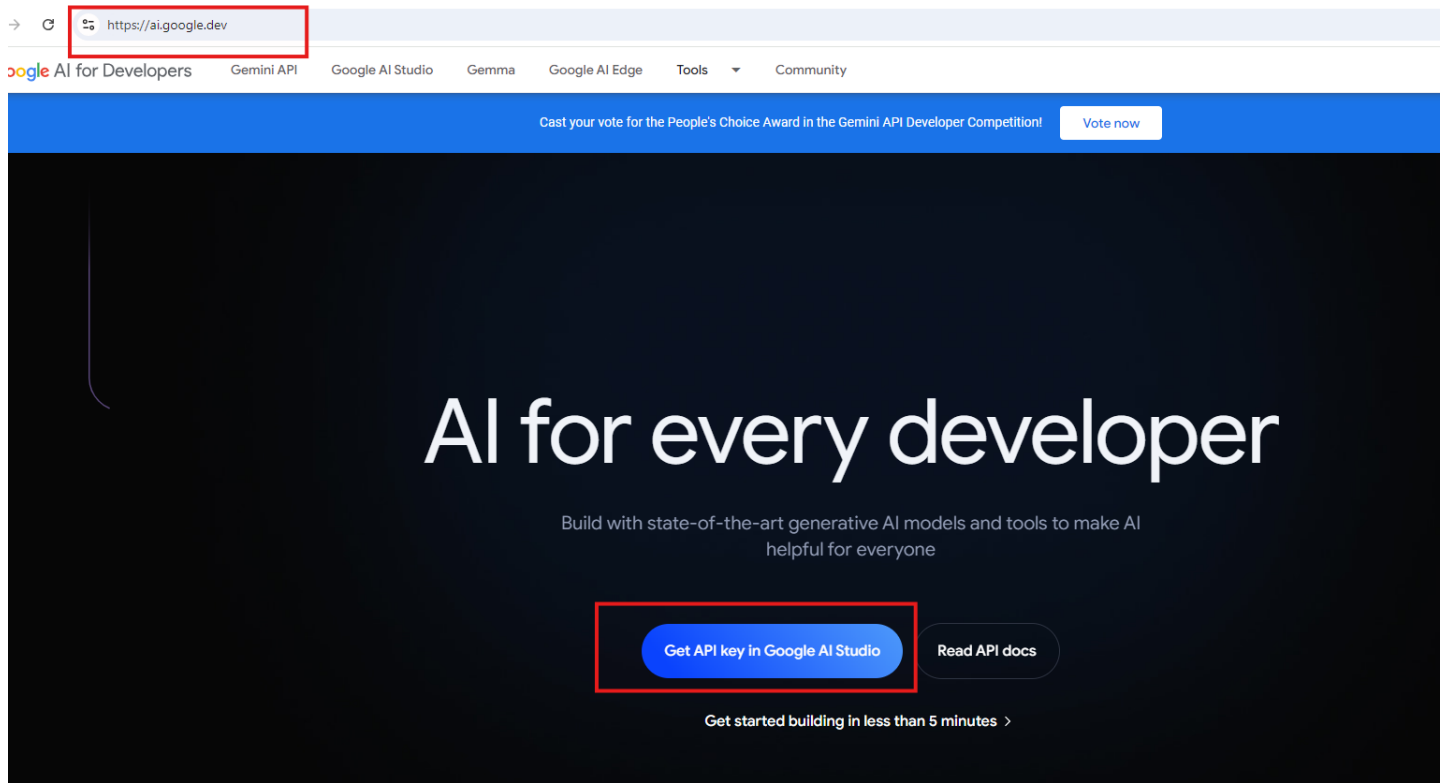 https://ai.google.dev
oogle AI for Developers Gemini API Google AI Studio Gemma Google AI Edge Tools Community
Cast your vote for the People's Choice Award in the Gemini API Developer Competition! Vote now
AI for every developer
Build with state-of-the-art generative AI models and tools to make AI
helpful for everyone
Get API key in Google AI Studio Read API docs
Get started building in less than 5 minutes